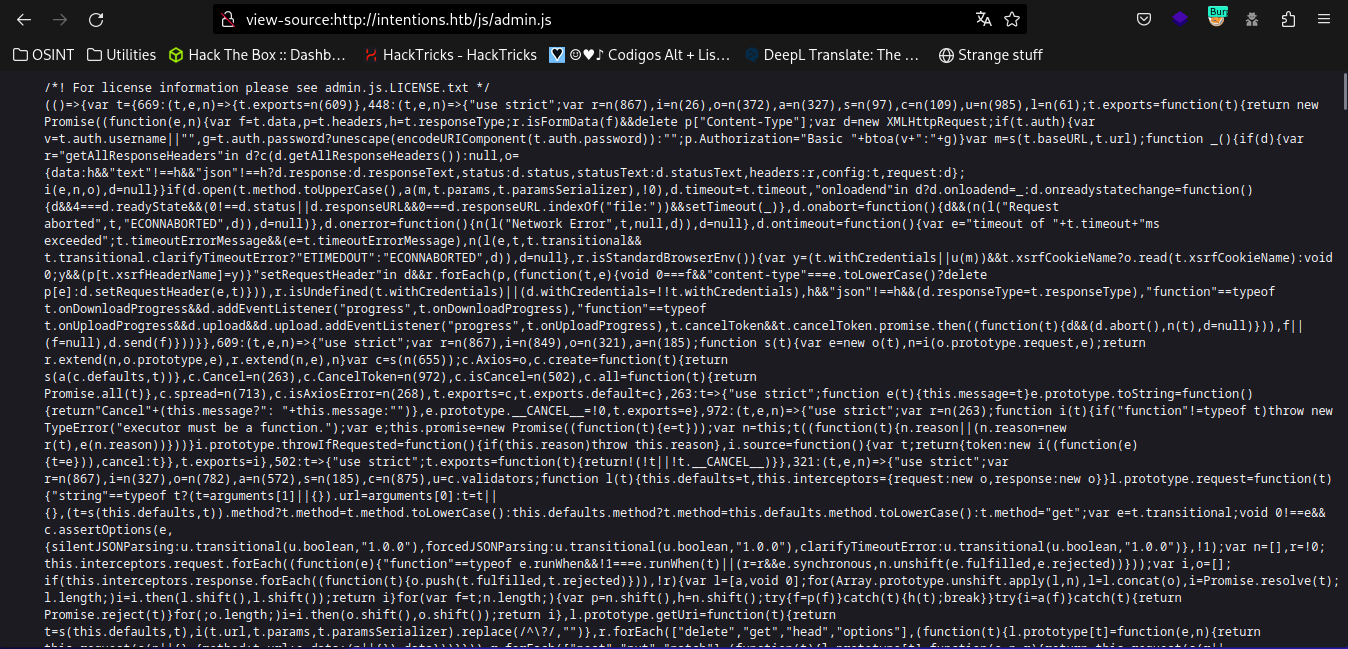 view-source:http://intentions.htb/js/admin.js
OSINT Utilities Hack The Box :: Dashb… HackTricks - HackTricks ☺♥♪ Codigos Alt + Lis… DeepL Translate: The … Strange stuff
/*! For license information please see admin.js.LICENSE.txt */
(()=>{var t={669:(t,e,n)=>{t.exports=n(609)},448:(t,e,n)=>{"use strict";var r=n(867),i=n(26),o=n(372),a=n(327),s=n(97),c=n(109),u=n(985),l=n(61);t.exports=function(t){return new
Promise((function(e,n){var f=t.data,p=t.headers,h=t.responseType;r.isFormData(f)&&delete p["Content-Type"];var d=new XMLHttpRequest;if(t.auth){var
v=t.auth.username||"",g=t.auth.password?unescape(encodeURIComponent(t.auth.password)):"";p.Authorization="Basic "+btoa(v+":"+g)}var m=s(t.baseURL,t.url);function _(){if(d){var
r="getAllResponseHeaders"in d?c(d.getAllResponseHeaders()):null,o=
{data:h&&"text"!==h&&"json"!==h?d.response:d.responseText,status:d.status,statusText:d.statusText,headers:r,config:t,request:d};
i(e,n,o),d=null}}if(d.open(t.method.toUpperCase(),a(m,t.params,t.paramsSerializer),!0),d.timeout=t.timeout,"onloadend"in d?d.onloadend=_:d.onreadystatechange=function()
{d&&4===d.readyState&&(0!==d.status||d.responseURL&&0===d.responseURL.indexOf("file:"))&&setTimeout(_)},d.onabort=function(){d&&(n(l("Request
aborted",t,"ECONNABORTED",d)),d=null)},d.onerror=function(){n(l("Network Error",t,null,d)),d=null},d.ontimeout=function(){var e="timeout of "+t.timeout+"ms
exceeded";t.timeoutErrorMessage&&(e=t.timeoutErrorMessage),n(l(e,t,t.transitional&&
t.transitional.clarifyTimeoutError?"ETIMEDOUT":"ECONNABORTED",d)),d=null},r.isStandardBrowserEnv()){var y=(t.withCredentials||u(m))&&t.xsrfCookieName?o.read(t.xsrfCookieName):void
0;y&&(p[t.xsrfHeaderName]=y)}"setRequestHeader"in d&&r.forEach(p,(function(t,e){void 0===f&&"content-type"===e.toLowerCase()?delete
p[e]:d.setRequestHeader(e,t)})),r.isUndefined(t.withCredentials)||(d.withCredentials=!!t.withCredentials),h&&"json"!==h&&(d.responseType=t.responseType),"function"==typeof
t.onDownloadProgress&&d.addEventListener("progress",t.onDownloadProgress),"function"==typeof
t.onUploadProgress&&d.upload&&d.upload.addEventListener("progress",t.onUploadProgress),t.cancelToken&&t.cancelToken.promise.then((function(t){d&&(d.abort(),n(t),d=null)})),f||
(f=null),d.send(f)}))}},609:(t,e,n)=>{"use strict";var r=n(867),i=n(849),o=n(321),a=n(185);function s(t){var e=new o(t),n=i(o.prototype.request,e);return
r.extend(n,o.prototype,e),r.extend(n,e),n}var c=s(n(655));c.Axios=o,c.create=function(t){return
s(a(c.defaults,t))},c.Cancel=n(263),c.CancelToken=n(972),c.isCancel=n(502),c.all=function(t){return
Promise.all(t)},c.spread=n(713),c.isAxiosError=n(268),t.exports=c,t.exports.default=c},263:t=>{"use strict";function e(t){this.message=t}e.prototype.toString=function()
{return"Cancel"+(this.message?": "+this.message:"")},e.prototype.__CANCEL__=!0,t.exports=e},972:(t,e,n)=>{"use strict";var r=n(263);function i(t){if("function"!=typeof t)throw new
TypeError("executor must be a function.");var e;this.promise=new Promise((function(t){e=t}));var n=this;t((function(t){n.reason||(n.reason=new
r(t),e(n.reason))}))}i.prototype.throwIfRequested=function(){if(this.reason)throw this.reason},i.source=function(){var t;return{token:new i((function(e)
{t=e})),cancel:t}},t.exports=i},502:t=>{"use strict";t.exports=function(t){return!(!t||!t.__CANCEL__)}},321:(t,e,n)=>{"use strict";var
r=n(867),i=n(327),o=n(782),a=n(572),s=n(185),c=n(875),u=c.validators;function l(t){this.defaults=t,this.interceptors={request:new o,response:new o}}l.prototype.request=function(t)
{"string"==typeof t?(t=arguments[1]||{}).url=arguments[0]:t=t||
{},(t=s(this.defaults,t)).method?t.method=t.method.toLowerCase():this.defaults.method?t.method=this.defaults.method.toLowerCase():t.method="get";var e=t.transitional;void 0!==e&&
c.assertOptions(e,
{silentJSONParsing:u.transitional(u.boolean,"1.0.0"),forcedJSONParsing:u.transitional(u.boolean,"1.0.0"),clarifyTimeoutError:u.transitional(u.boolean,"1.0.0")},!1);var n=[],r=!0;
this.interceptors.request.forEach((function(e){"function"==typeof e.runWhen&&!1===e.runWhen(t)||(r=r&&e.synchronous,n.unshift(e.fulfilled,e.rejected))}));var i,o=[];
if(this.interceptors.response.forEach((function(t){o.push(t.fulfilled,t.rejected)})),!r){var l=[a,void 0];for(Array.prototype.unshift.apply(l,n),l=l.concat(o),i=Promise.resolve(t);
l.length;)i=i.then(l.shift(),l.shift());return i}for(var f=t;n.length;){var p=n.shift(),h=n.shift();try{f=p(f)}catch(t){h(t);break}}try{i=a(f)}catch(t){return
Promise.reject(t)}for(;o.length;)i=i.then(o.shift(),o.shift());return i},l.prototype.getUri=function(t){return
t=s(this.defaults,t),i(t.url,t.params,t.paramsSerializer).replace(/^\?/,"")},r.forEach(["delete","get","head","options"],(function(t){l.prototype[t]=function(e,n){return